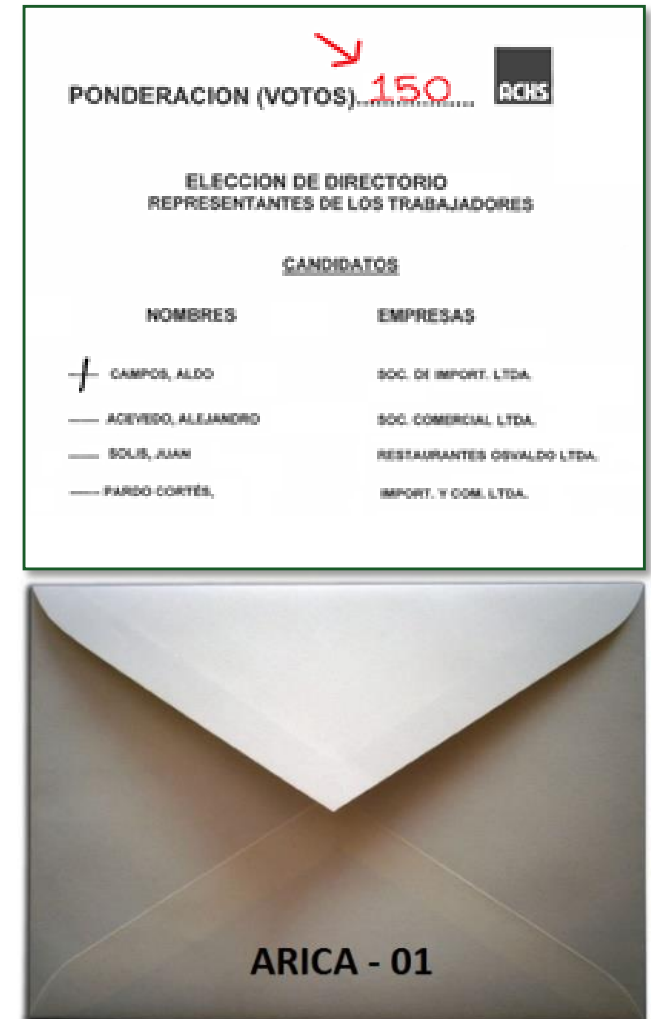 PONDERACION (VOTOS)...150... ACHS
ELECCION DE DIRECTORIO
REPRESENTANTES DE LOS TRABAJADORES
CANDIDATOS
NOMBRES EMPRESAS
CAMPOS, ALDO SOC. DE IMPORT. LTDA.
ACEVEDO, ALEJANDRO SOC. COMERCIAL LTDA.
SOLIS, JUAN RESTAURANTES OSVALDO LTDA.
PARDO CORTÉS, IMPORT. Y COM. LTDA.
ARICA - 01